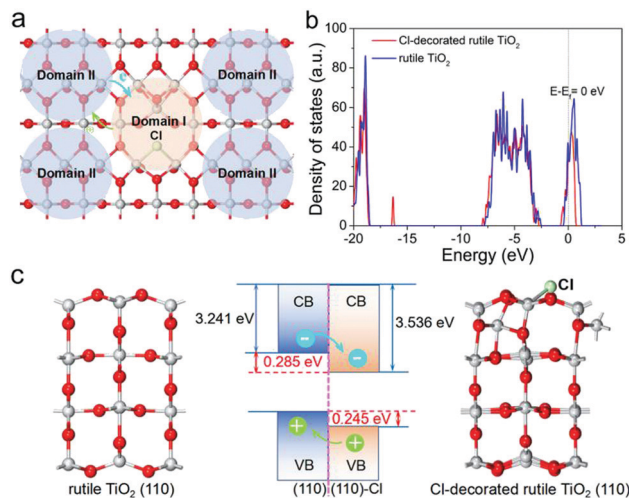 a
Domain II
Domain II
e⁻
Domain I
Cl
Domain II
Domain II
b
Density of states (a.u.)
100
80
60
40
20
0
Cl-decorated rutile TiO2
rutile TiO2
E-Ef= 0 eV
-20 -15 -10 -5 0 5
Energy (eV)
c
CB CB
3.241 eV
3.536 eV
0.285 eV
0.245 eV
VB VB
(110) (110)-Cl
Cl
rutile TiO2 (110)
Cl-decorated rutile TiO2 (110)